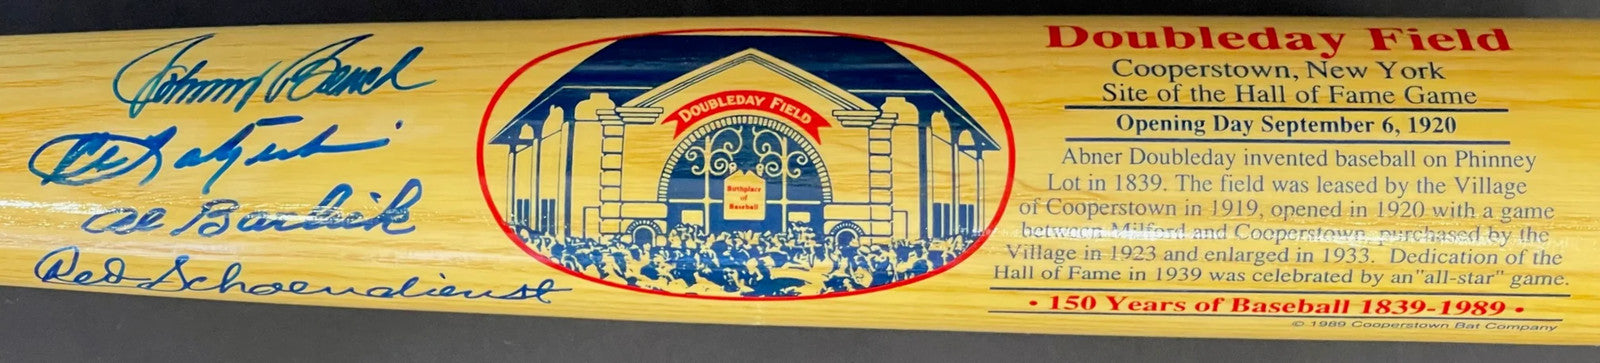 Johnny Bench
Carl Yastrzemski
Al Barlick
Red Schoendienst
DOUBLEDAY FIELD
Birthplace
of
Baseball
Doubleday Field
Cooperstown, New York
Site of the Hall of Fame Game
Opening Day September 6, 1920
Abner Doubleday invented baseball on Phinney
Lot in 1839. The field was leased by the Village
of Cooperstown in 1919, opened in 1920 with a game
between Milford and Cooperstown, purchased by the
Village in 1923 and enlarged in 1933. Dedication of the
Hall of Fame in 1939 was celebrated by an"all-star" game.
• 150 Years of Baseball 1839-1989 •
© 1989 Cooperstown Bat Company